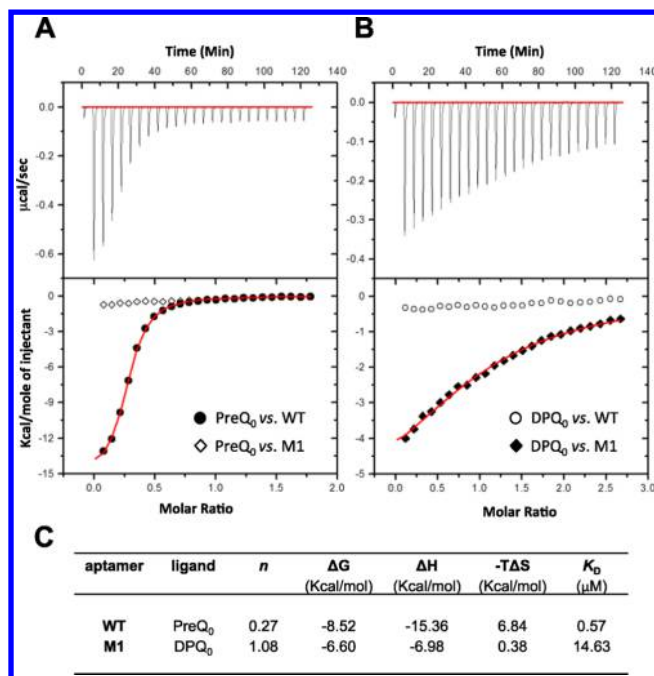 A
B
Time (Min)
Time (Min)
0 20 40 60 80 100 120 140
0 20 40 60 80 100 120 140
0.0
-0.2
-0.4
-0.6
µcal/sec
0.0
-0.1
-0.2
-0.3
-0.4
0
-3
-6
-9
-12
-15
Kcal/mole of injectant
PreQ0 vs. WT
PreQ0 vs. M1
0
-1
-2
-3
-4
-5
DPQ0 vs. WT
DPQ0 vs. M1
0.0 0.5 1.0 1.5 2.0
0.0 0.5 1.0 1.5 2.0 2.5 3.0
Molar Ratio
Molar Ratio
C
aptamer ligand n ΔG ΔH -TΔS KD
(Kcal/mol) (Kcal/mol) (Kcal/mol) (µM)
WT PreQ0 0.27 -8.52 -15.36 6.84 0.57
M1 DPQ0 1.08 -6.60 -6.98 0.38 14.63